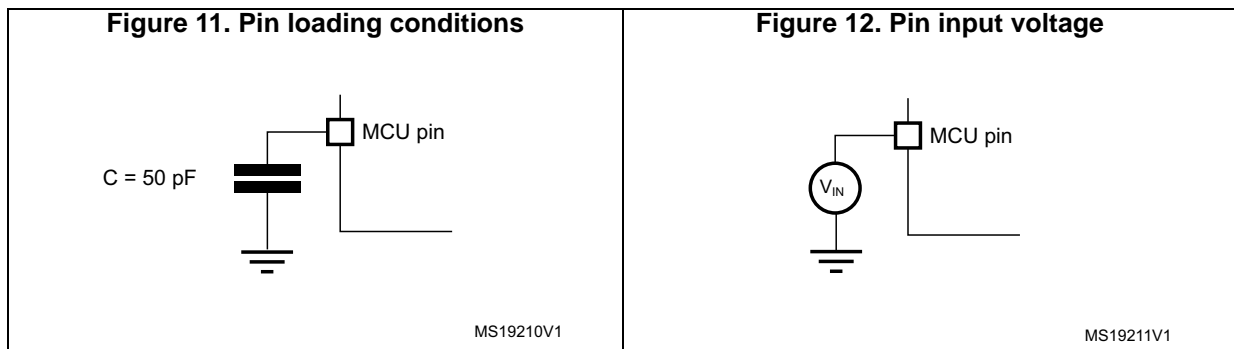 Figure 11. Pin loading conditions
MCU pin
C = 50 pF
MS19210V1
Figure 12. Pin input voltage
MCU pin
VIN
MS19211V1